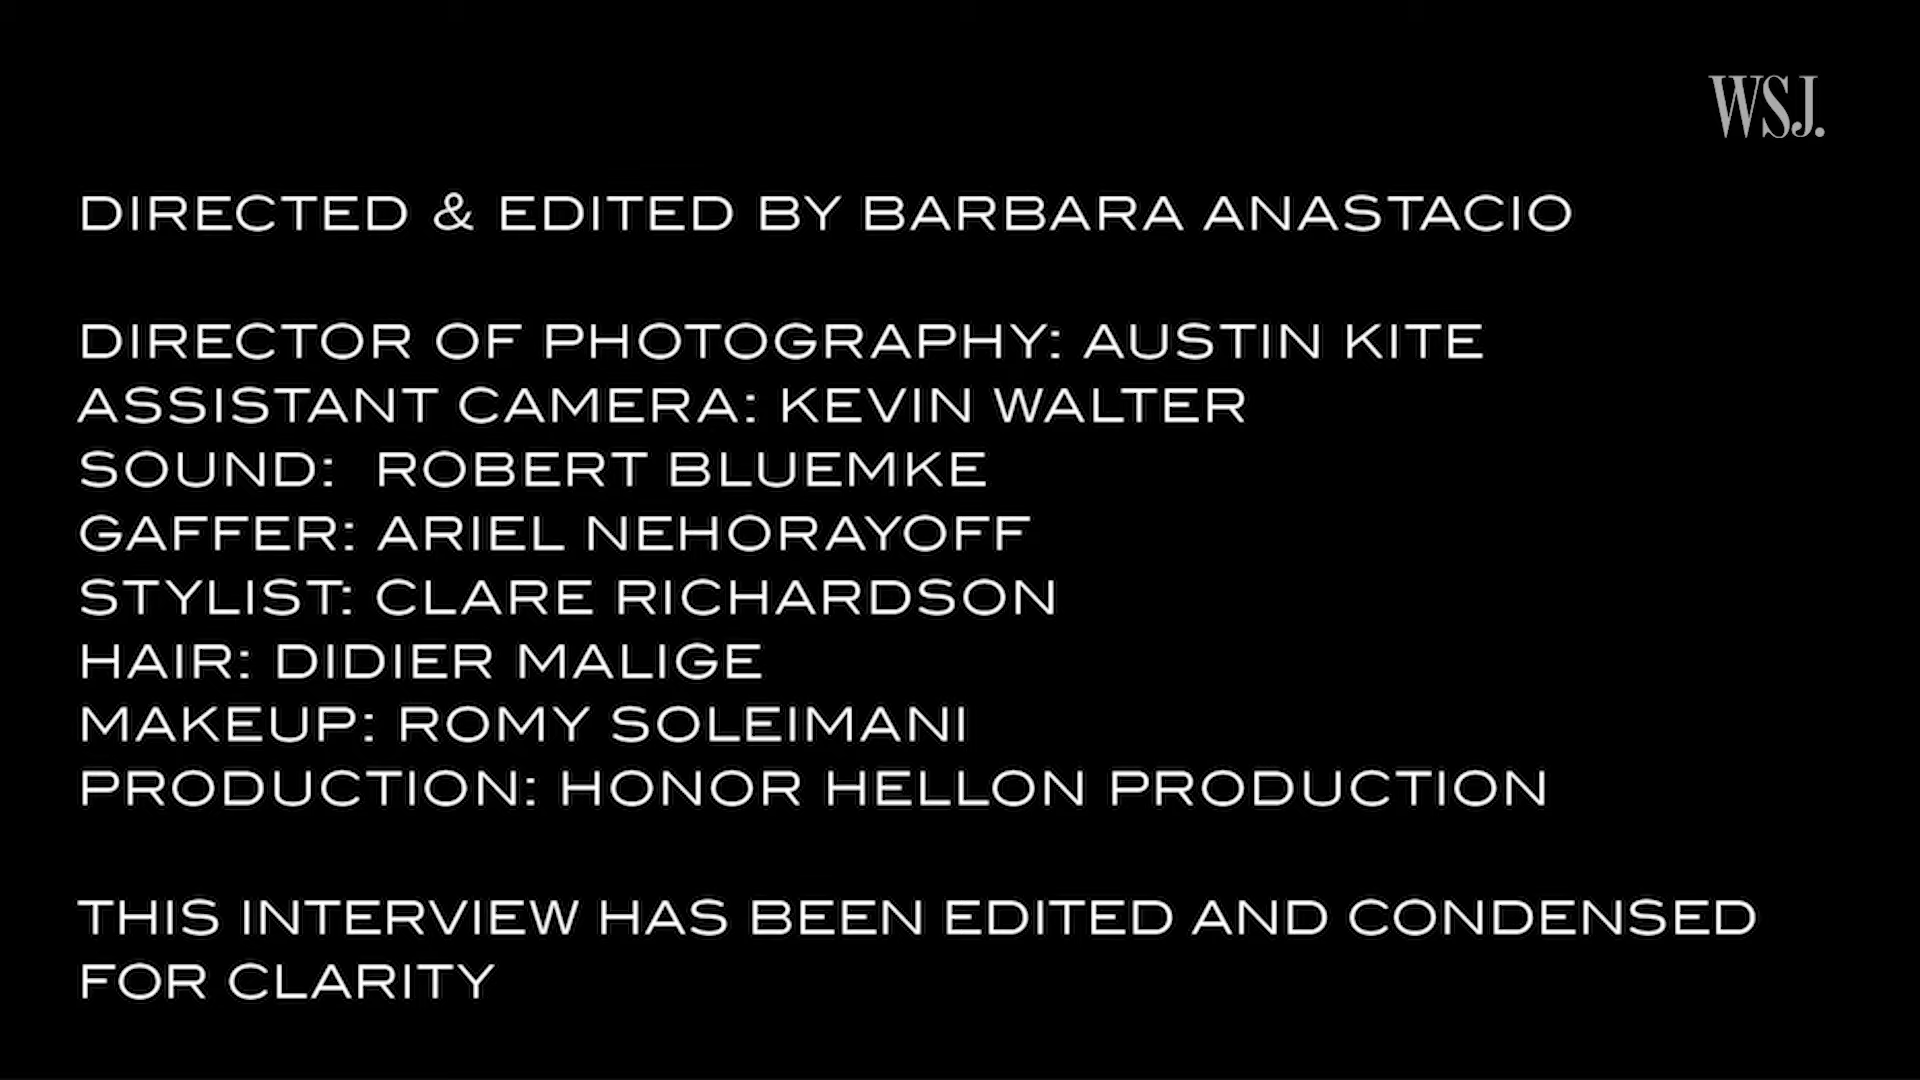 WSJ.
DIRECTED & EDITED BY BARBARA ANASTACIO
DIRECTOR OF PHOTOGRAPHY: AUSTIN KITE
ASSISTANT CAMERA: KEVIN WALTER
SOUND:  ROBERT BLUEMKE
GAFFER: ARIEL NEHORAYOFF
STYLIST: CLARE RICHARDSON
HAIR: DIDIER MALIGE
MAKEUP: ROMY SOLEIMANI
PRODUCTION: HONOR HELLON PRODUCTION
THIS INTERVIEW HAS BEEN EDITED AND CONDENSED
FOR CLARITY